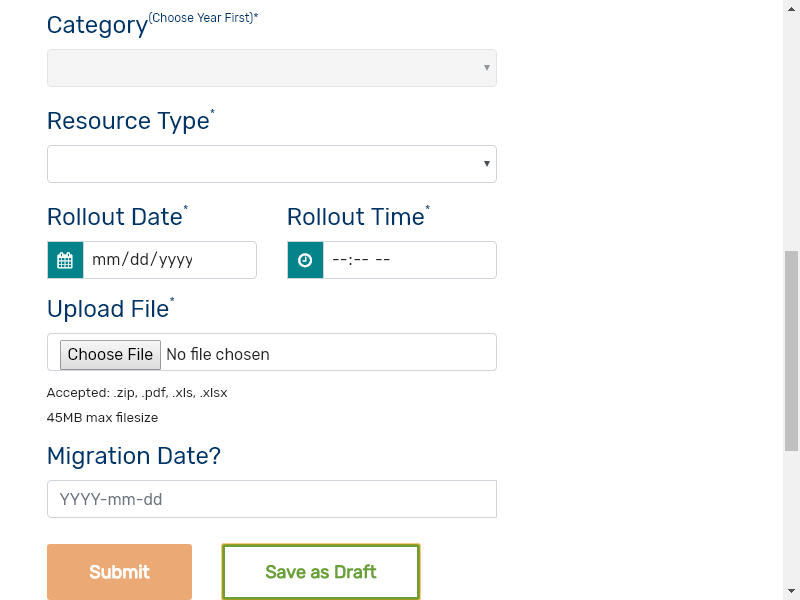 Category(Choose Year First)*
Resource Type*
Rollout Date* Rollout Time*
mm/dd/yyyy --:-- --
Upload File*
Choose File No file chosen
Accepted: .zip, .pdf, .xls, .xlsx
45MB max filesize
Migration Date?
YYYY-mm-dd
Submit Save as Draft